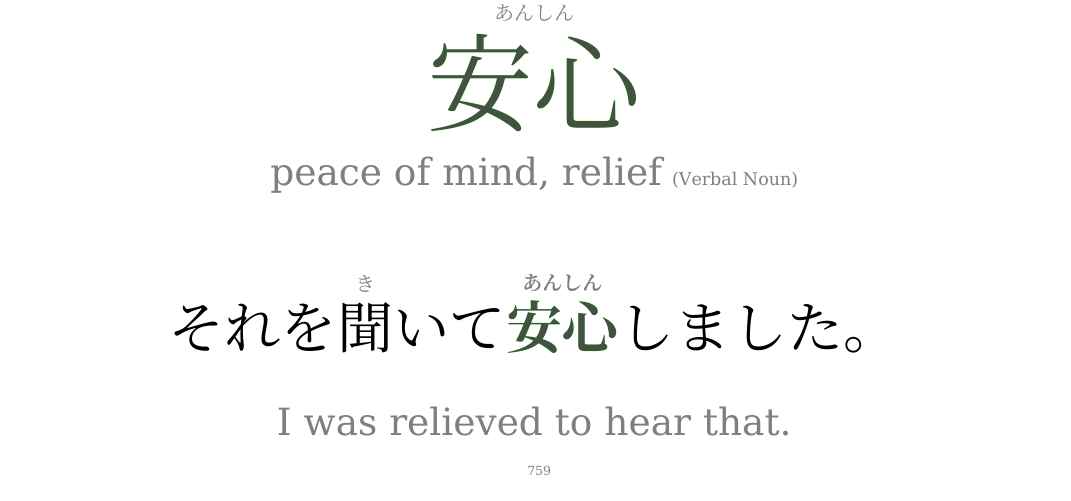 あんしん
安心
peace of mind, relief (Verbal Noun)
き あんしん
それを聞いて安心しました。
I was relieved to hear that.
759